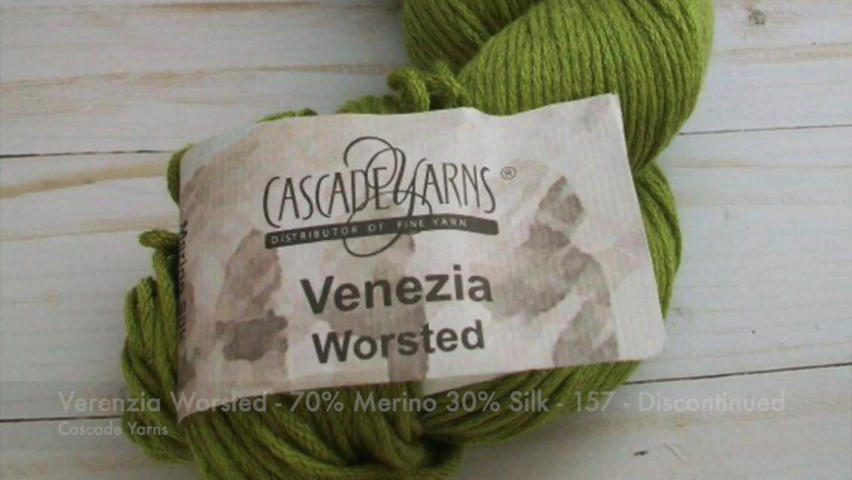 CASCADE YARNS®
DISTRIBUTOR OF FINE YARN
Venezia
Worsted
Verenzia Worsted - 70% Merino 30% Silk - 157 - Discontinued
Cascade Yarns